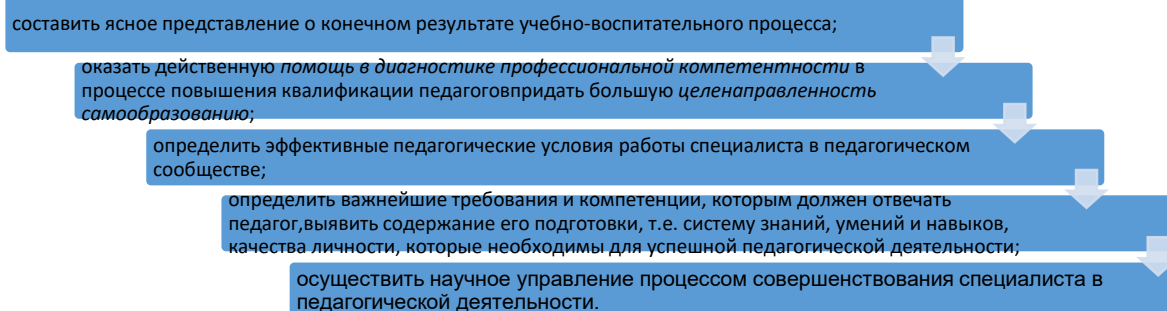 составить ясное представление о конечном результате учебно-воспитательного процесса;
оказать действенную помощь в диагностике профессиональной компетентности в
процессе повышения квалификации педагоговпридать большую целенаправленность
самообразованию;
определить эффективные педагогические условия работы специалиста в педагогическом
сообществе;
определить важнейшие требования и компетенции, которым должен отвечать
педагог,выявить содержание его подготовки, т.е. систему знаний, умений и навыков,
качества личности, которые необходимы для успешной педагогической деятельности;
осуществить научное управление процессом совершенствования специалиста в
педагогической деятельности.